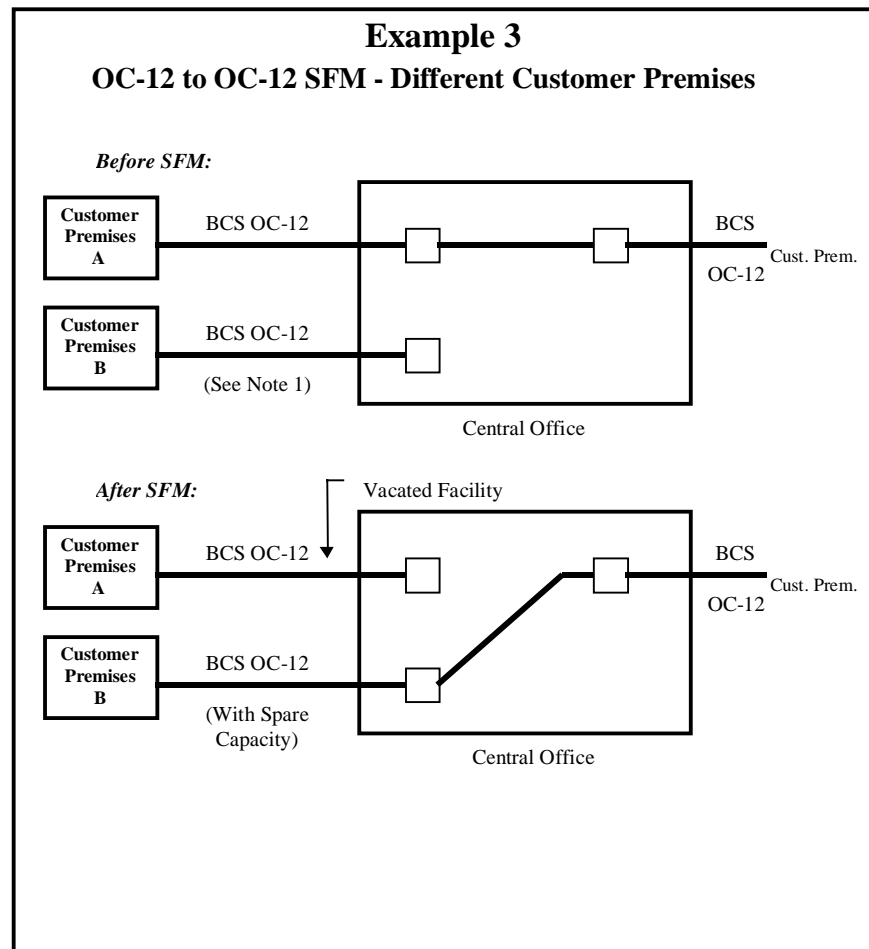 Example 3
OC-12 to OC-12 SFM - Different Customer Premises
Before SFM:
Customer
Premises
A
BCS OC-12
BCS
OC-12
Cust. Prem.
Customer
Premises
B
BCS OC-12
(See Note 1)
Central Office
After SFM:
Vacated Facility
Customer
Premises
A
BCS OC-12
BCS
OC-12
Cust. Prem.
Customer
Premises
B
BCS OC-12
(With Spare
Capacity)
Central Office